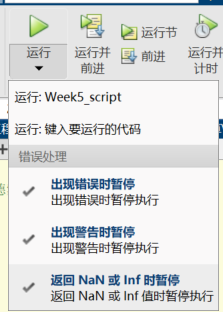 运行
运行并
前进
运行节
前进
运行并
计时
运行: Week5_script
运行: 键入要运行的代码
错误处理
出现错误时暂停
出现错误时暂停执行
出现警告时暂停
出现警告时暂停执行
返回 NaN 或 Inf 时暂停
返回 NaN 或 Inf 值时暂停执行